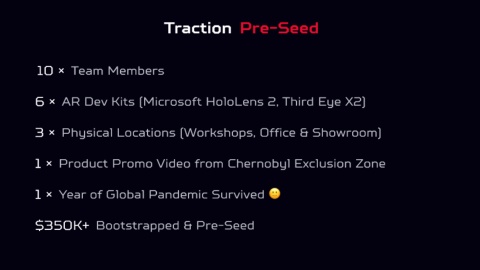 Traction Pre-Seed
10 × Team Members
6 × AR Dev Kits (Microsoft HoloLens 2, Third Eye X2)
3 × Physical Locations (Workshops, Office & Showroom)
1 × Product Promo Video from Chernobyl Exclusion Zone
1 × Year of Global Pandemic Survived 😬
$350K+ Bootstrapped & Pre-Seed